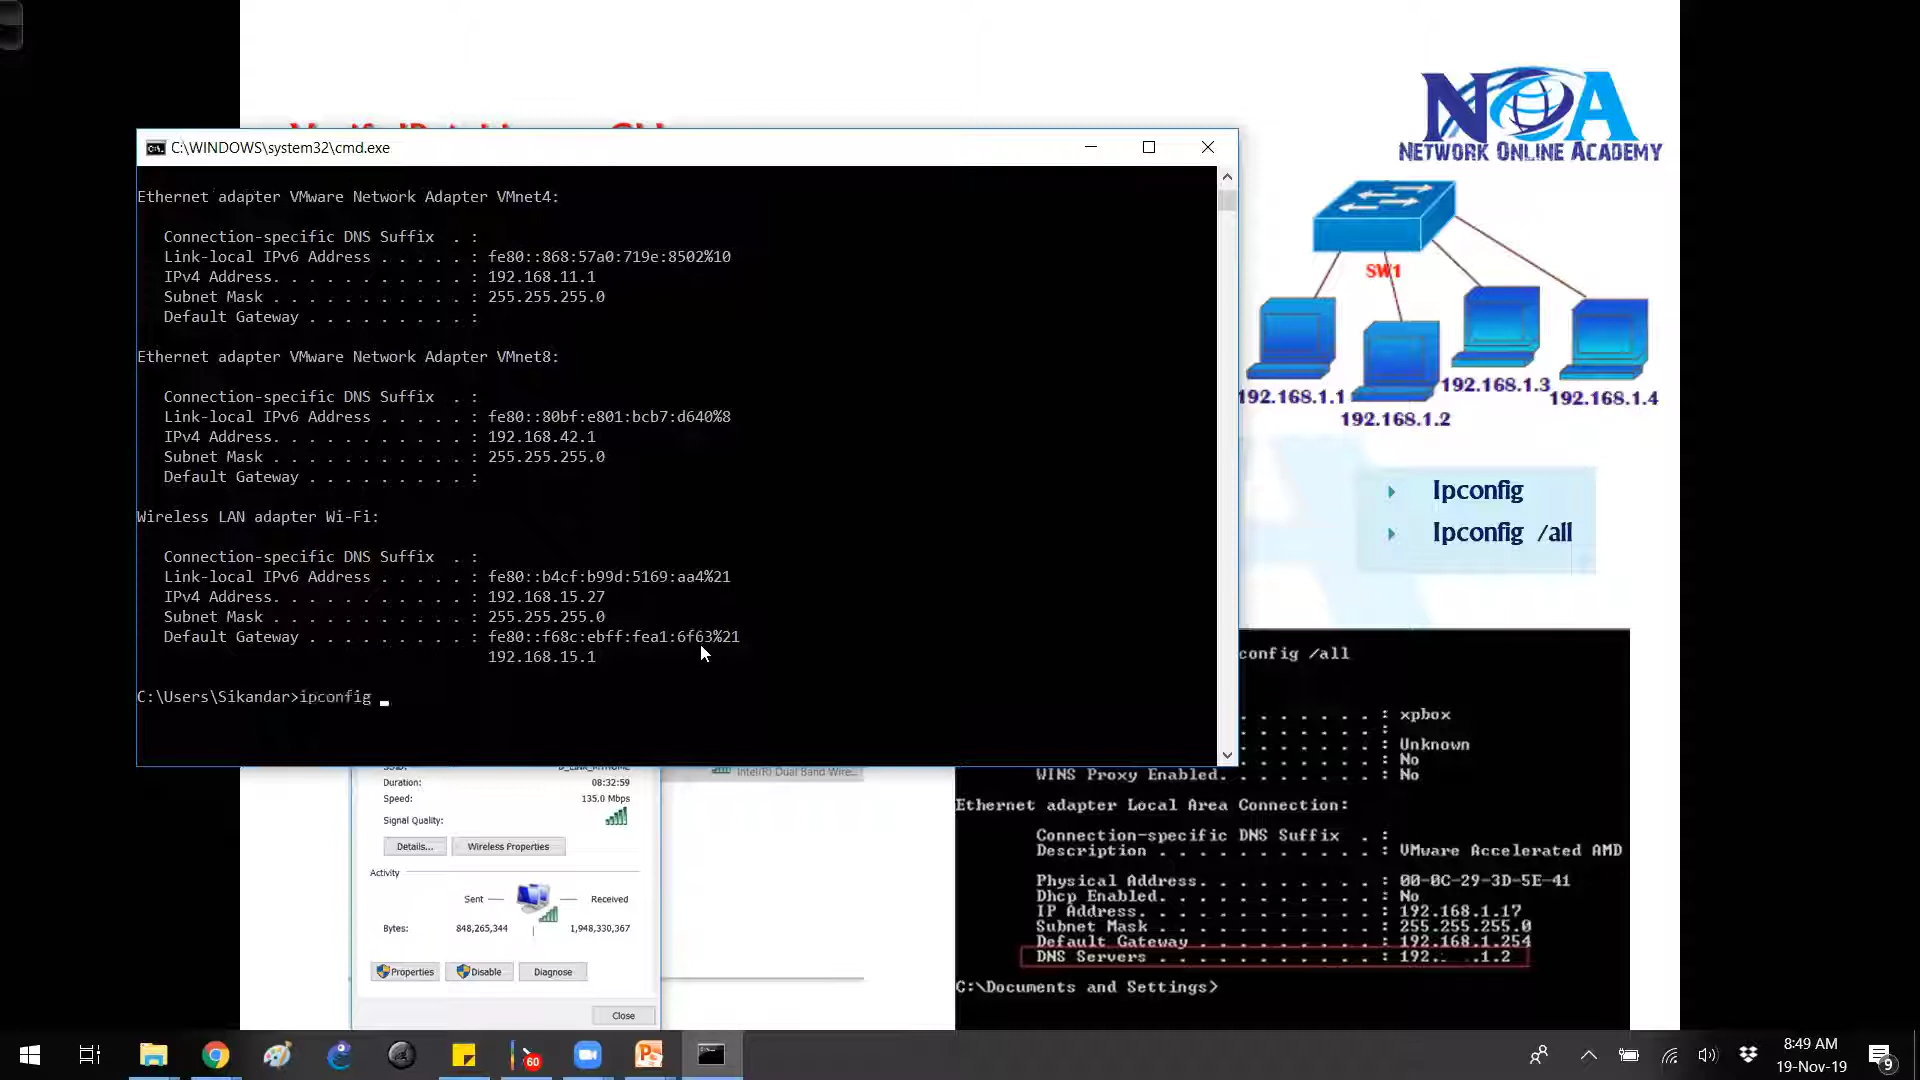 NOA
NETWORK ONLINE ACADEMY
C:\WINDOWS\system32\cmd.exe
Ethernet adapter VMware Network Adapter VMnet4:
Connection-specific DNS Suffix . :
Link-local IPv6 Address . . . . . : fe80::868:57a0:719e:8502%10
IPv4 Address. . . . . . . . . . . : 192.168.11.1
Subnet Mask . . . . . . . . . . . : 255.255.255.0
Default Gateway . . . . . . . . . :
Ethernet adapter VMware Network Adapter VMnet8:
Connection-specific DNS Suffix . :
Link-local IPv6 Address . . . . . : fe80::80bf:e801:bcb7:d640%8
IPv4 Address. . . . . . . . . . . : 192.168.42.1
Subnet Mask . . . . . . . . . . . : 255.255.255.0
Default Gateway . . . . . . . . . :
Wireless LAN adapter Wi-Fi:
Connection-specific DNS Suffix . :
Link-local IPv6 Address . . . . . : fe80::b4cf:b99d:5169:aa4%21
IPv4 Address. . . . . . . . . . . : 192.168.15.27
Subnet Mask . . . . . . . . . . . : 255.255.255.0
Default Gateway . . . . . . . . . : fe80::f68c:ebff:fea1:6f63%21
192.168.15.1
C:\Users\Sikandar>ipconfig
SW1
192.168.1.1
192.168.1.2
192.168.1.3
192.168.1.4
Ipconfig
Ipconfig /all
Duration: 08:32:59
Speed: 135.0 Mbps
Signal Quality:
Details...
Wireless Properties
Activity
Sent
Received
Bytes: 848,265,344 1,948,330,367
Properties
Disable
Diagnose
Close
Intel(R) Dual Band Wire...
config /all
. . . . . . . : xpbox
. . . . . . . :
. . . . . . . : Unknown
. . . . . . . : No
WINS Proxy Enabled. . . . . . . . : No
Ethernet adapter Local Area Connection:
Connection-specific DNS Suffix . :
Description . . . . . . . . . . . : VMware Accelerated AMD
Physical Address. . . . . . . . . : 00-0C-29-3D-5E-41
Dhcp Enabled. . . . . . . . . . . : No
IP Address. . . . . . . . . . . . : 192.168.1.17
Subnet Mask . . . . . . . . . . . : 255.255.255.0
Default Gateway . . . . . . . . . : 192.168.1.254
DNS Servers . . . . . . . . . . . : 192. .1.2
C:\Documents and Settings>
60
8:49 AM
19-Nov-19
9